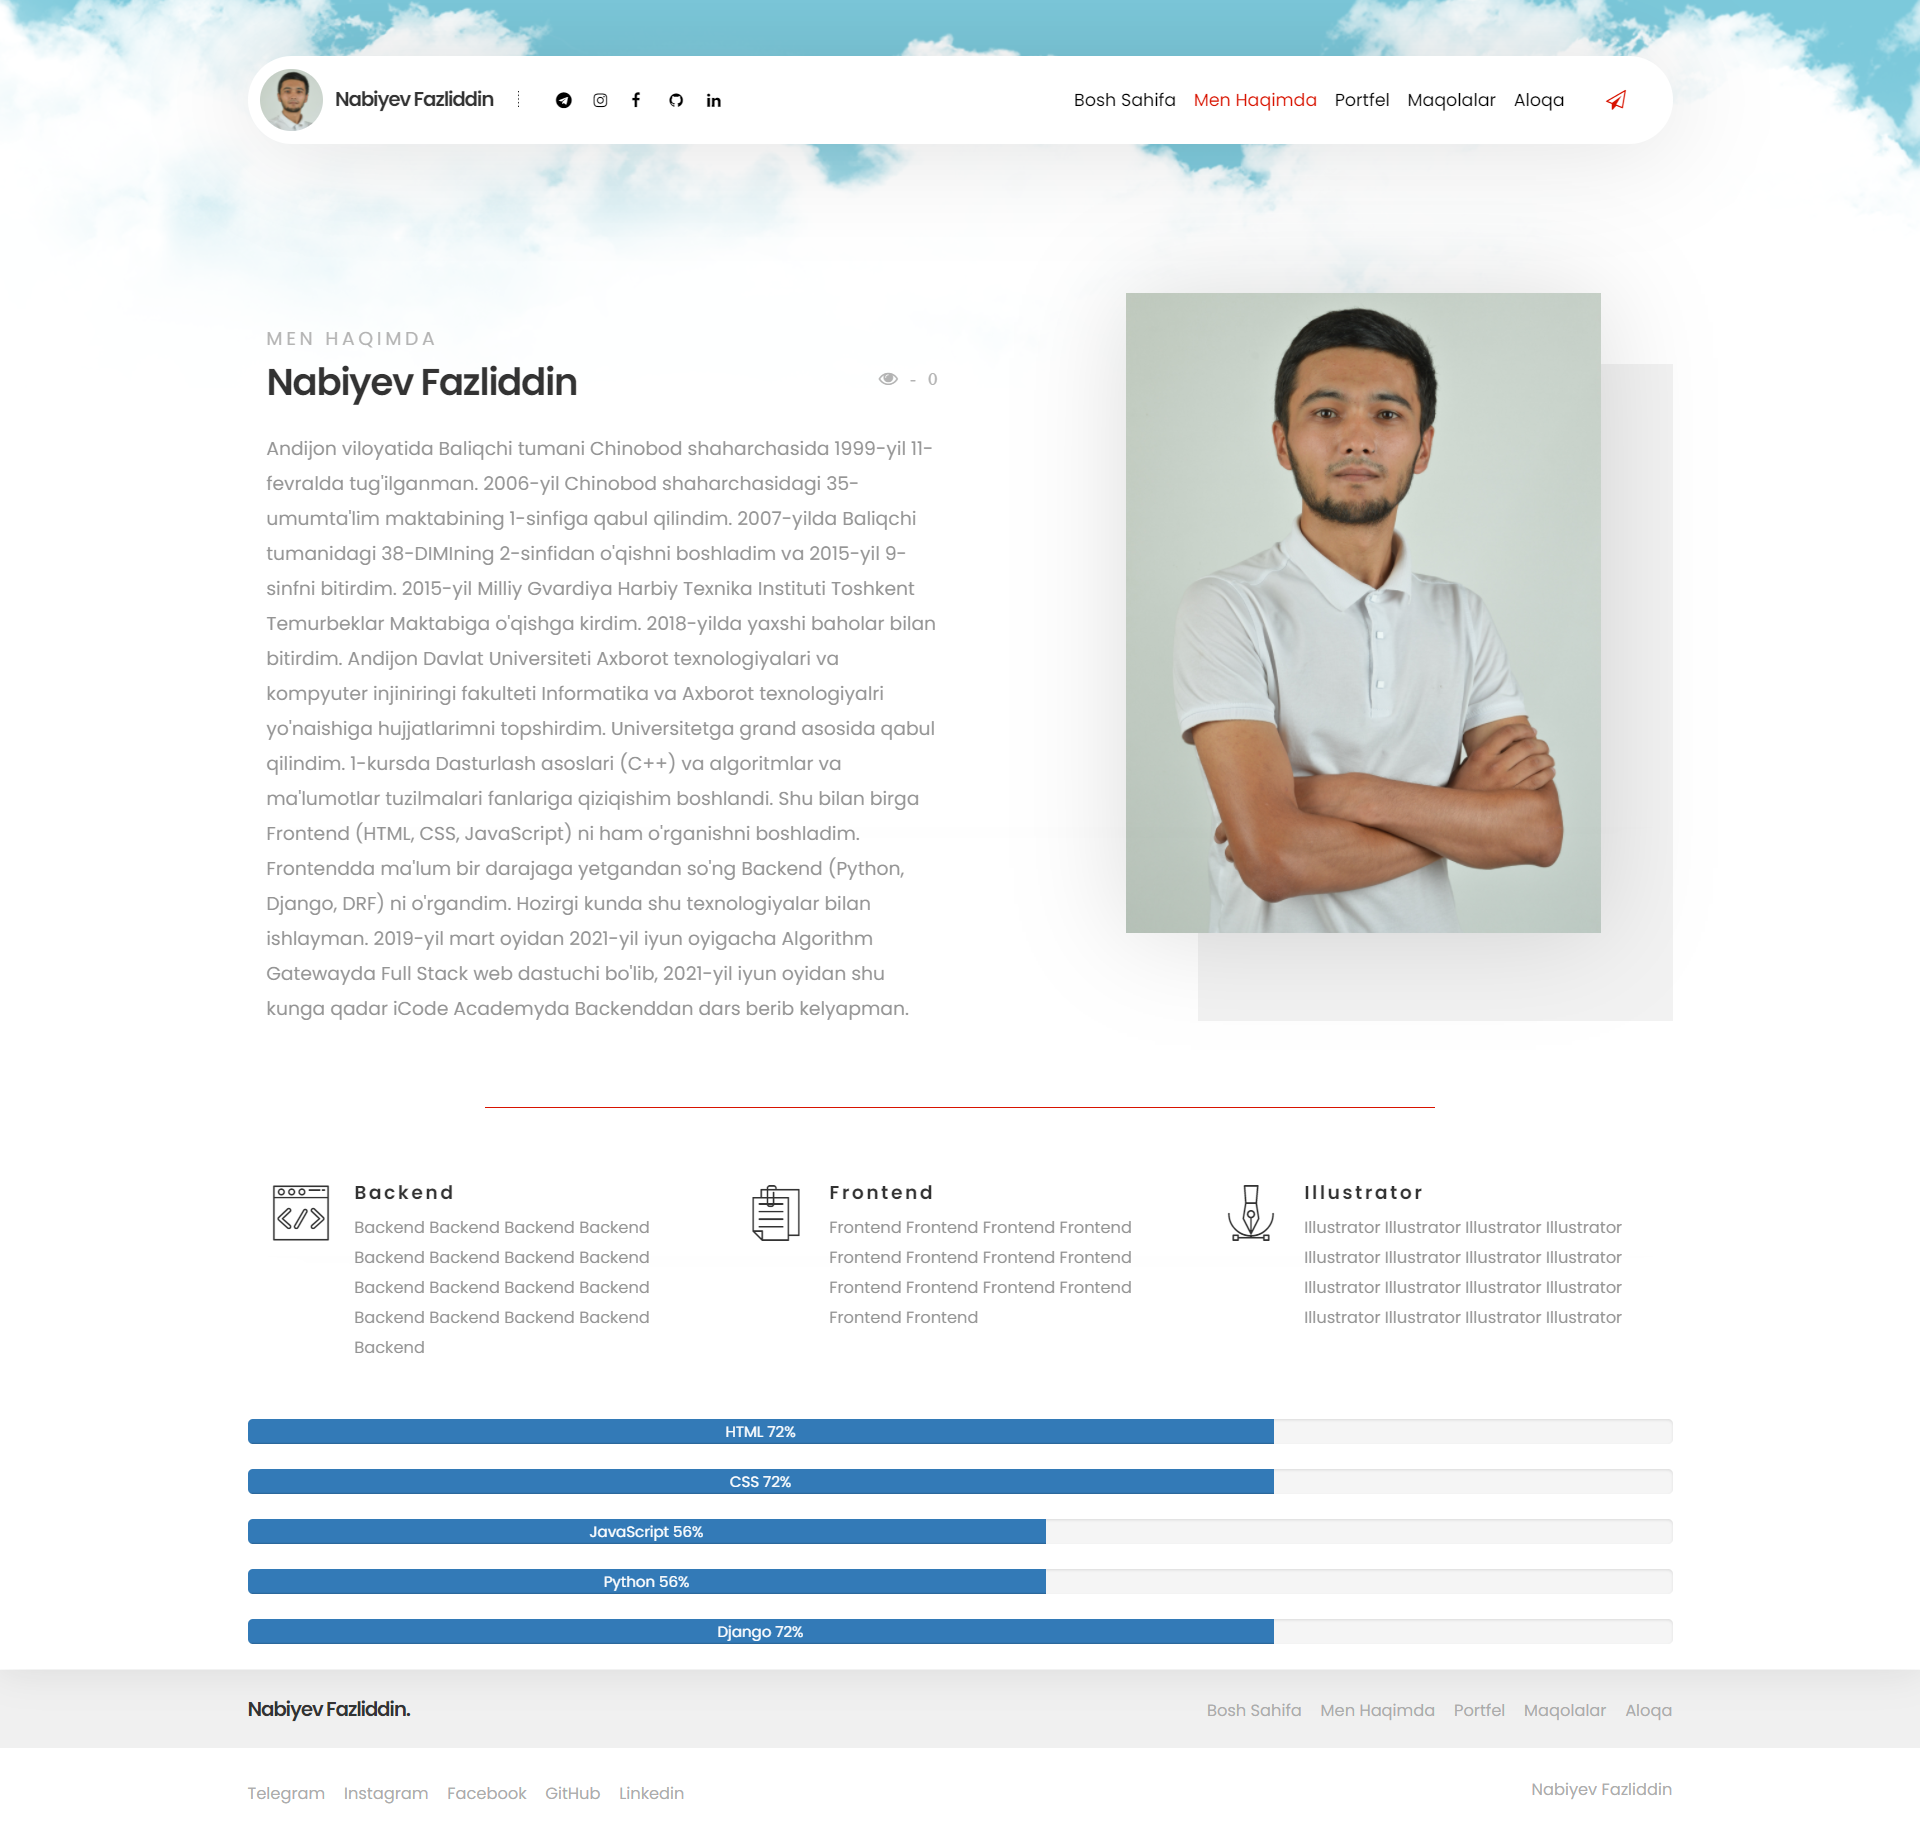 Nabiyev Fazliddin
Bosh Sahifa Men Haqimda Portfel Maqolalar Aloqa
MEN HAQIMDA
Nabiyev Fazliddin
- 0
Andijon viloyatida Baliqchi tumani Chinobod shaharchasida 1999-yil 11-
fevralda tug'ilganman. 2006-yil Chinobod shaharchasidagi 35-
umumta'lim maktabining 1-sinfiga qabul qilindim. 2007-yilda Baliqchi
tumanidagi 38-DIMIning 2-sinfidan o'qishni boshladim va 2015-yil 9-
sinfni bitirdim. 2015-yil Milliy Gvardiya Harbiy Texnika Instituti Toshkent
Temurbeklar Maktabiga o'qishga kirdim. 2018-yilda yaxshi baholar bilan
bitirdim. Andijon Davlat Universiteti Axborot texnologiyalari va
kompyuter injiniringi fakulteti Informatika va Axborot texnologiyalri
yo'naishiga hujjatlarimni topshirdim. Universitetga grand asosida qabul
qilindim. 1-kursda Dasturlash asoslari (C++) va algoritmlar va
ma'lumotlar tuzilmalari fanlariga qiziqishim boshlandi. Shu bilan birga
Frontend (HTML, CSS, JavaScript) ni ham o'rganishni boshladim.
Frontendda ma'lum bir darajaga yetgandan so'ng Backend (Python,
Django, DRF) ni o'rgandim. Hozirgi kunda shu texnologiyalar bilan
ishlayman. 2019-yil mart oyidan 2021-yil iyun oyigacha Algorithm
Gatewayda Full Stack web dastuchi bo'lib, 2021-yil iyun oyidan shu
kunga qadar iCode Academyda Backenddan dars berib kelyapman.
Backend
Backend Backend Backend Backend
Backend Backend Backend Backend
Backend Backend Backend Backend
Backend Backend Backend Backend
Backend
Frontend
Frontend Frontend Frontend Frontend
Frontend Frontend Frontend Frontend
Frontend Frontend Frontend Frontend
Frontend Frontend
Illustrator
Illustrator Illustrator Illustrator Illustrator
Illustrator Illustrator Illustrator Illustrator
Illustrator Illustrator Illustrator Illustrator
Illustrator Illustrator Illustrator Illustrator
HTML 72%
CSS 72%
JavaScript 56%
Python 56%
Django 72%
Nabiyev Fazliddin.
Bosh Sahifa Men Haqimda Portfel Maqolalar Aloqa
Telegram Instagram Facebook GitHub Linkedin
Nabiyev Fazliddin